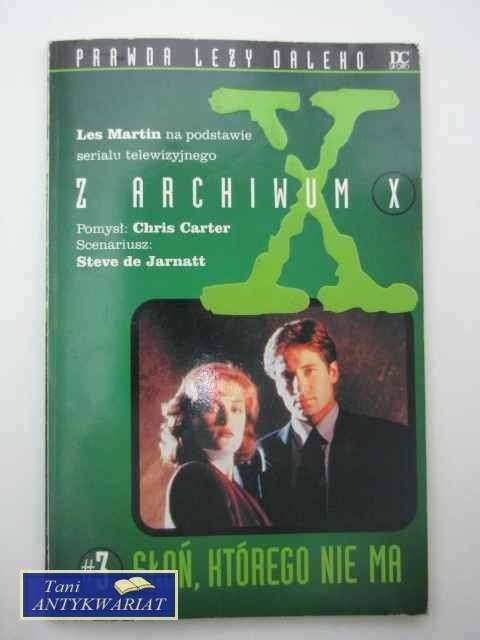 PRAWDA LEŻY DALEKO
DC
Les Martin na podstawie
serialu telewizyjnego
Z ARCHIWUM X
Pomysł: Chris Carter
Scenariusz:
Steve de Jarnatt
X
#3 SŁOŃ, KTÓREGO NIE MA
Tani
ANTYKWARIAT